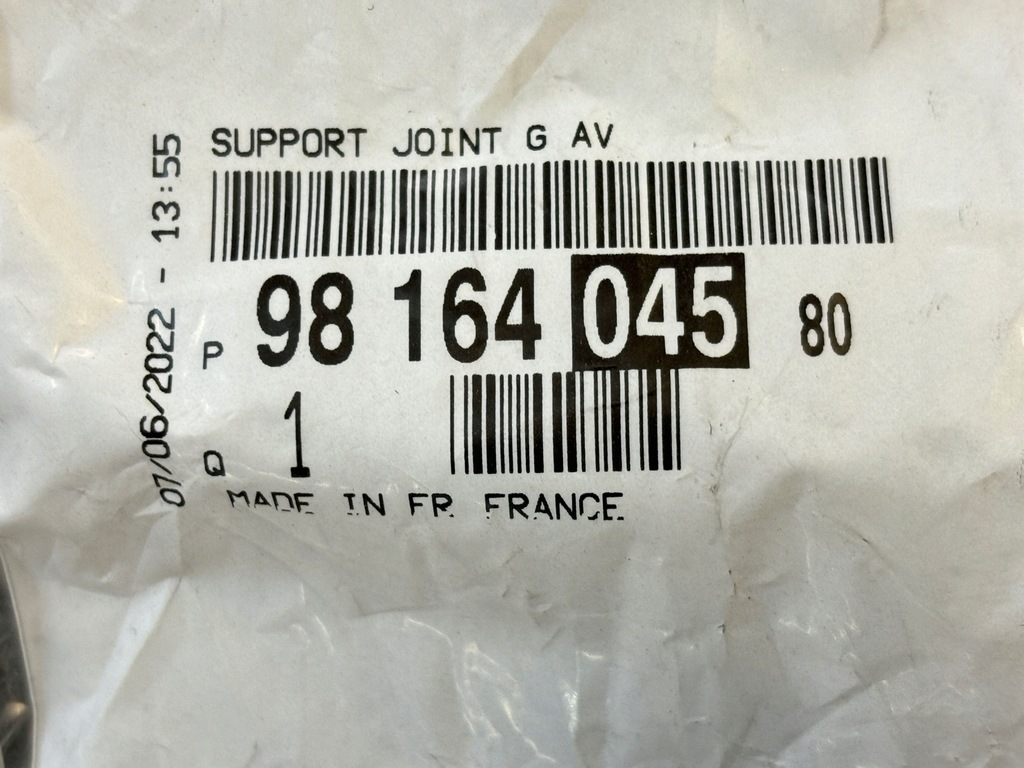 SUPPORT JOINT G AV
P 98 164 045 80
Q 1
MADE IN FR FRANCE
07/06/2022 - 13:55